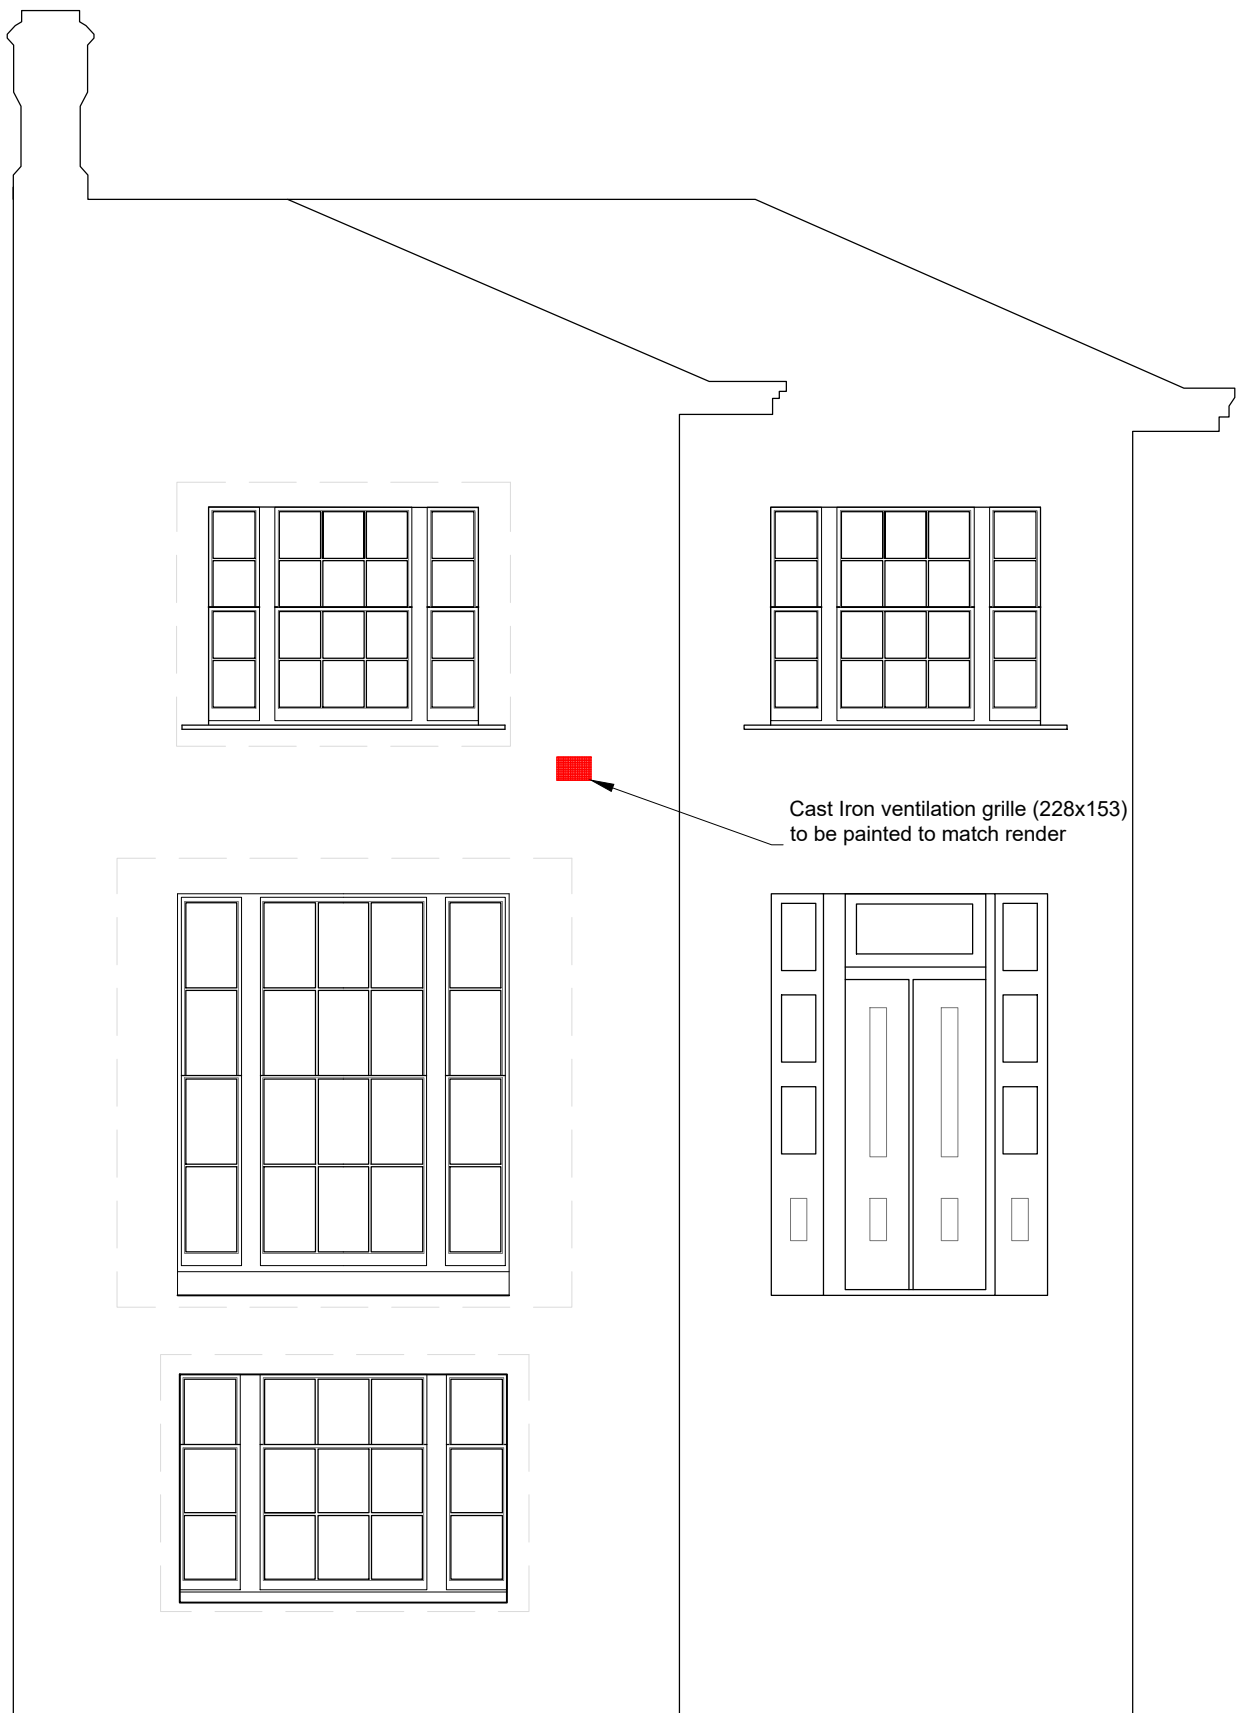 Cast Iron ventilation grille (228x153)
to be painted to match render